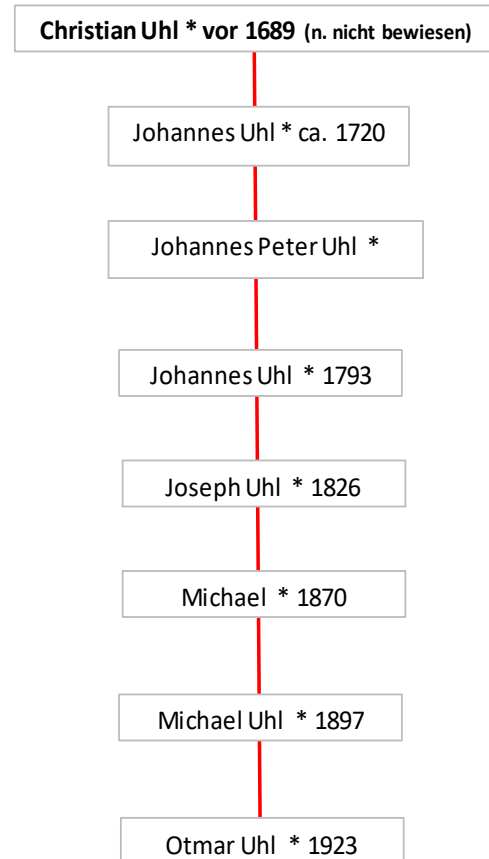 Christian Uhl * vor 1689 (n. nicht bewiesen)
Johannes Uhl * ca. 1720
Johannes Peter Uhl *
Johannes Uhl * 1793
Joseph Uhl * 1826
Michael * 1870
Michael Uhl * 1897
Otmar Uhl * 1923